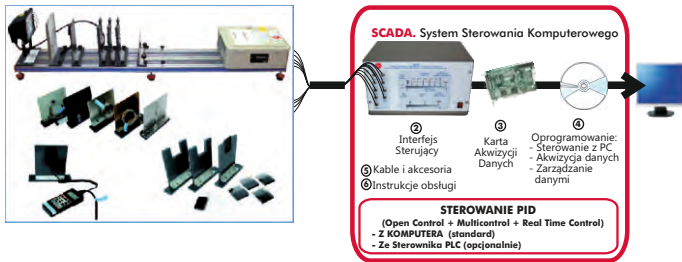 SCADA. System Sterowania Komputerowego
②
Interfejs
Sterujący
③
Karta
Akwizycji
Danych
④
Oprogramowanie:
- Sterowanie z PC
- Akwizycja danych
- Zarządzanie
danymi
⑤ Kable i akcesoria
⑥ Instrukcje obsługi
STEROWANIE PID
(Open Control + Multicontrol + Real Time Control)
- Z KOMPUTERA (standard)
- Ze Sterownika PLC (opcjonalnie)